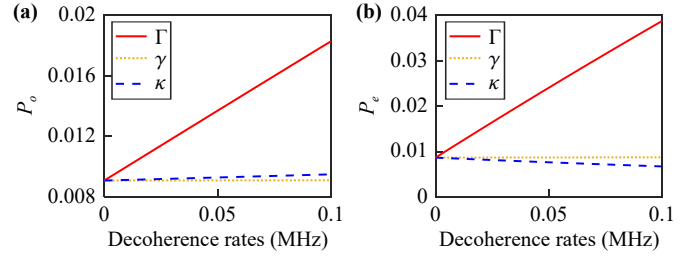 (a)
0.02
0.016
0.012
0.008
P_o
Γ
γ
κ
0
0.05
0.1
Decoherence rates (MHz)
(b)
0.04
0.03
0.02
0.01
0
P_e
Γ
γ
κ
0
0.05
0.1
Decoherence rates (MHz)